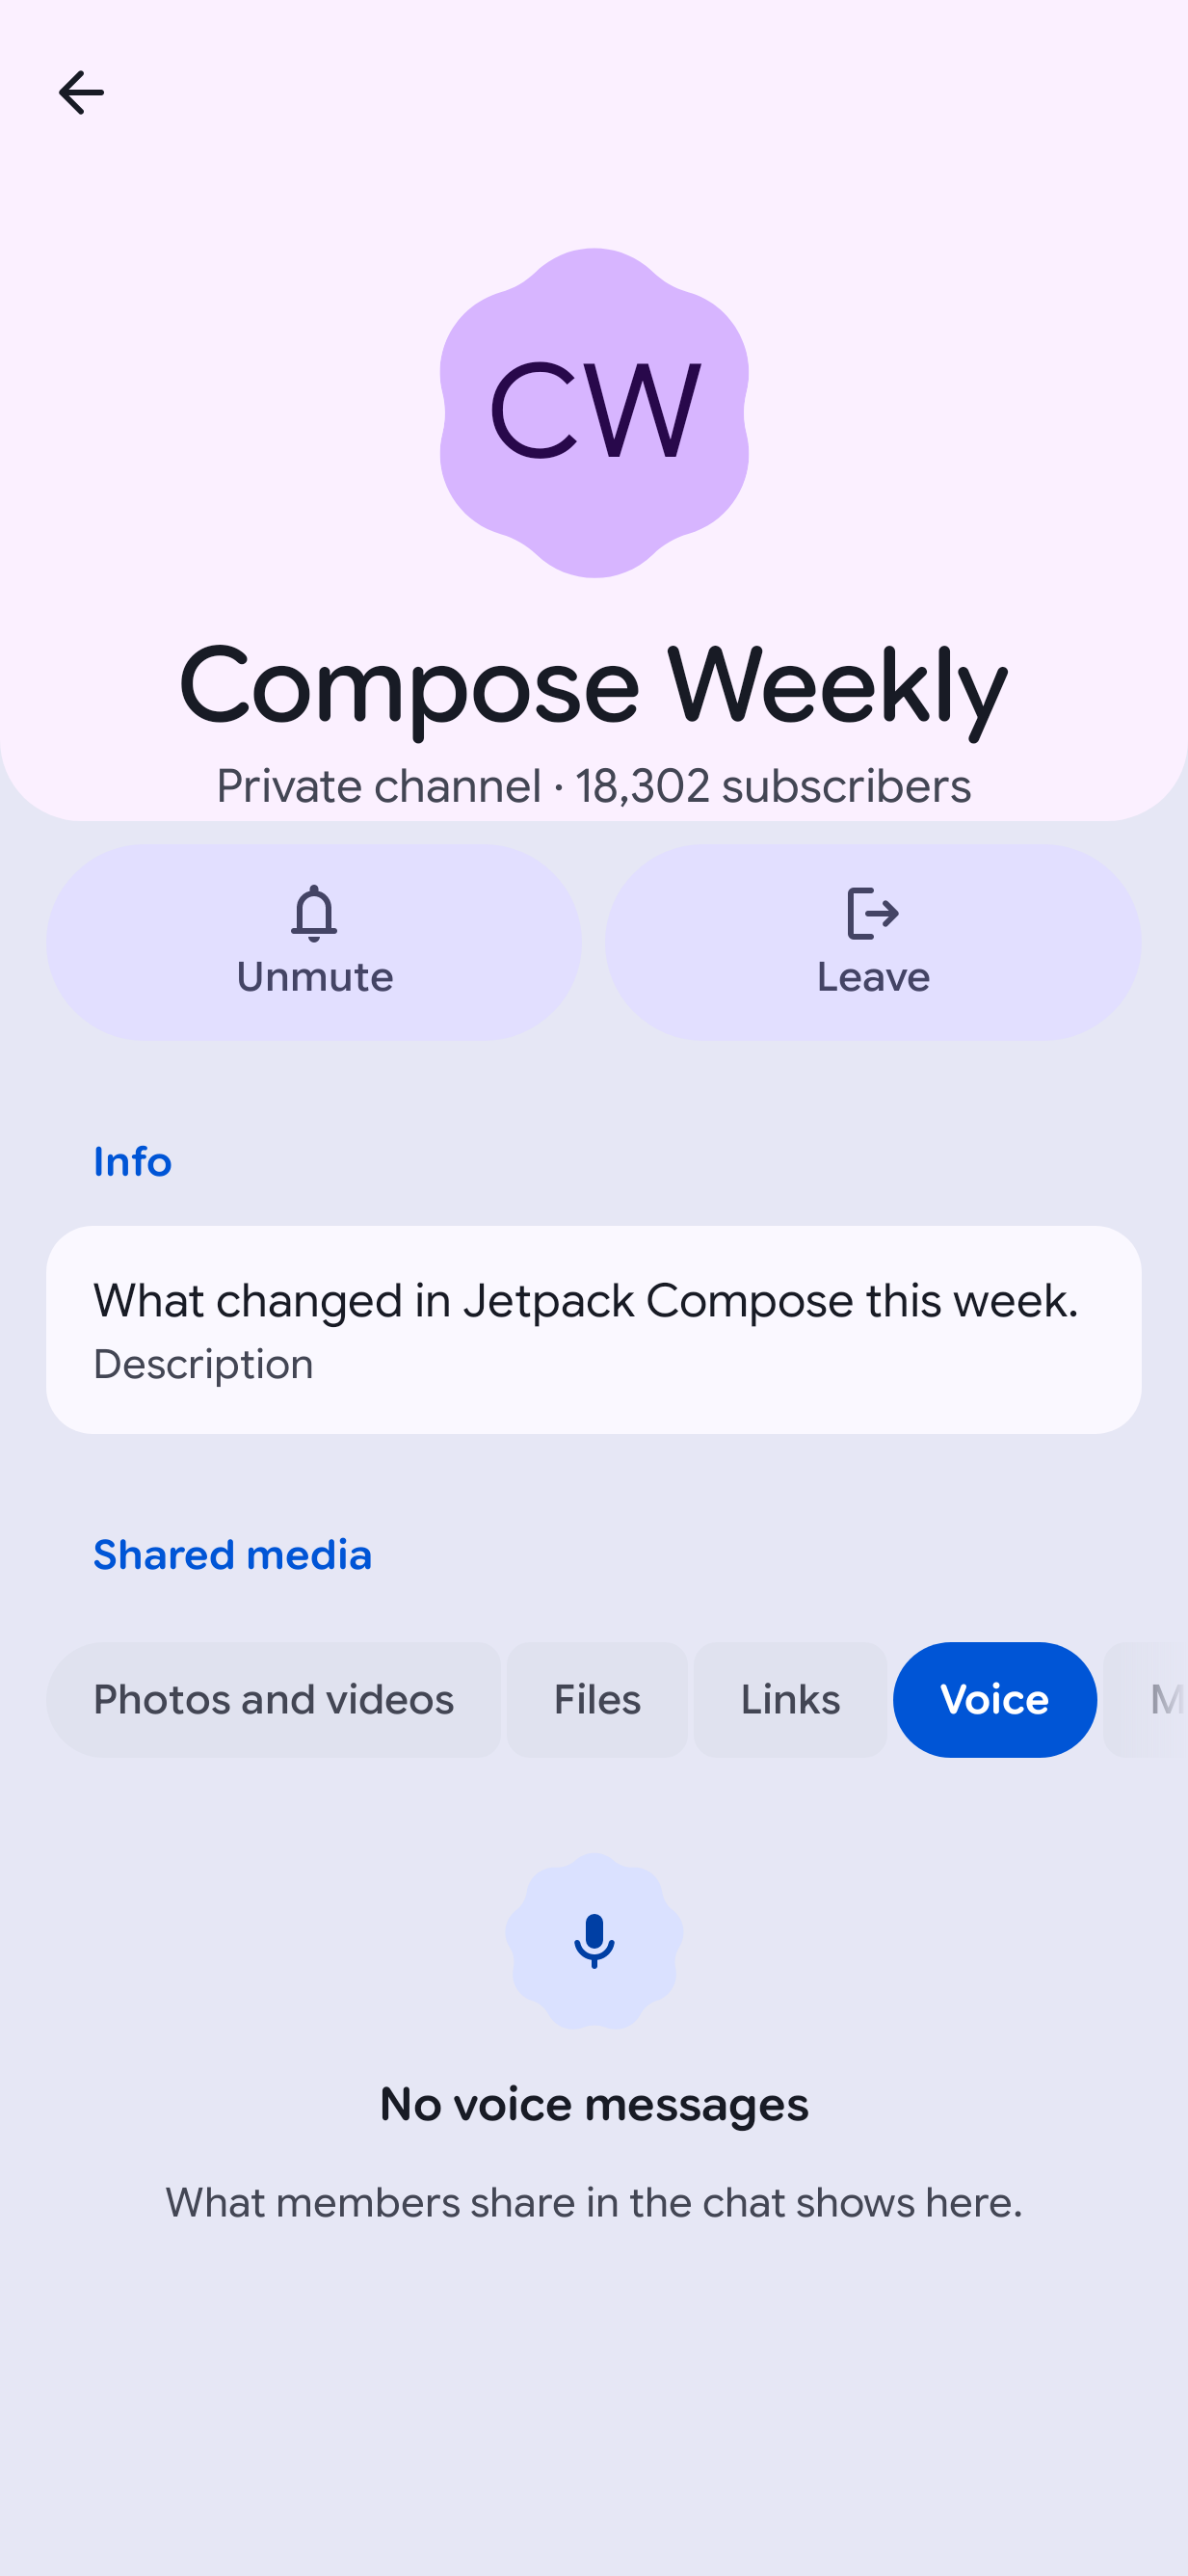 CW
Compose Weekly
Private channel · 18,302 subscribers
Unmute
Leave
Info
What changed in Jetpack Compose this week.
Description
Shared media
Photos and videos
Files
Links
Voice
No voice messages
What members share in the chat shows here.